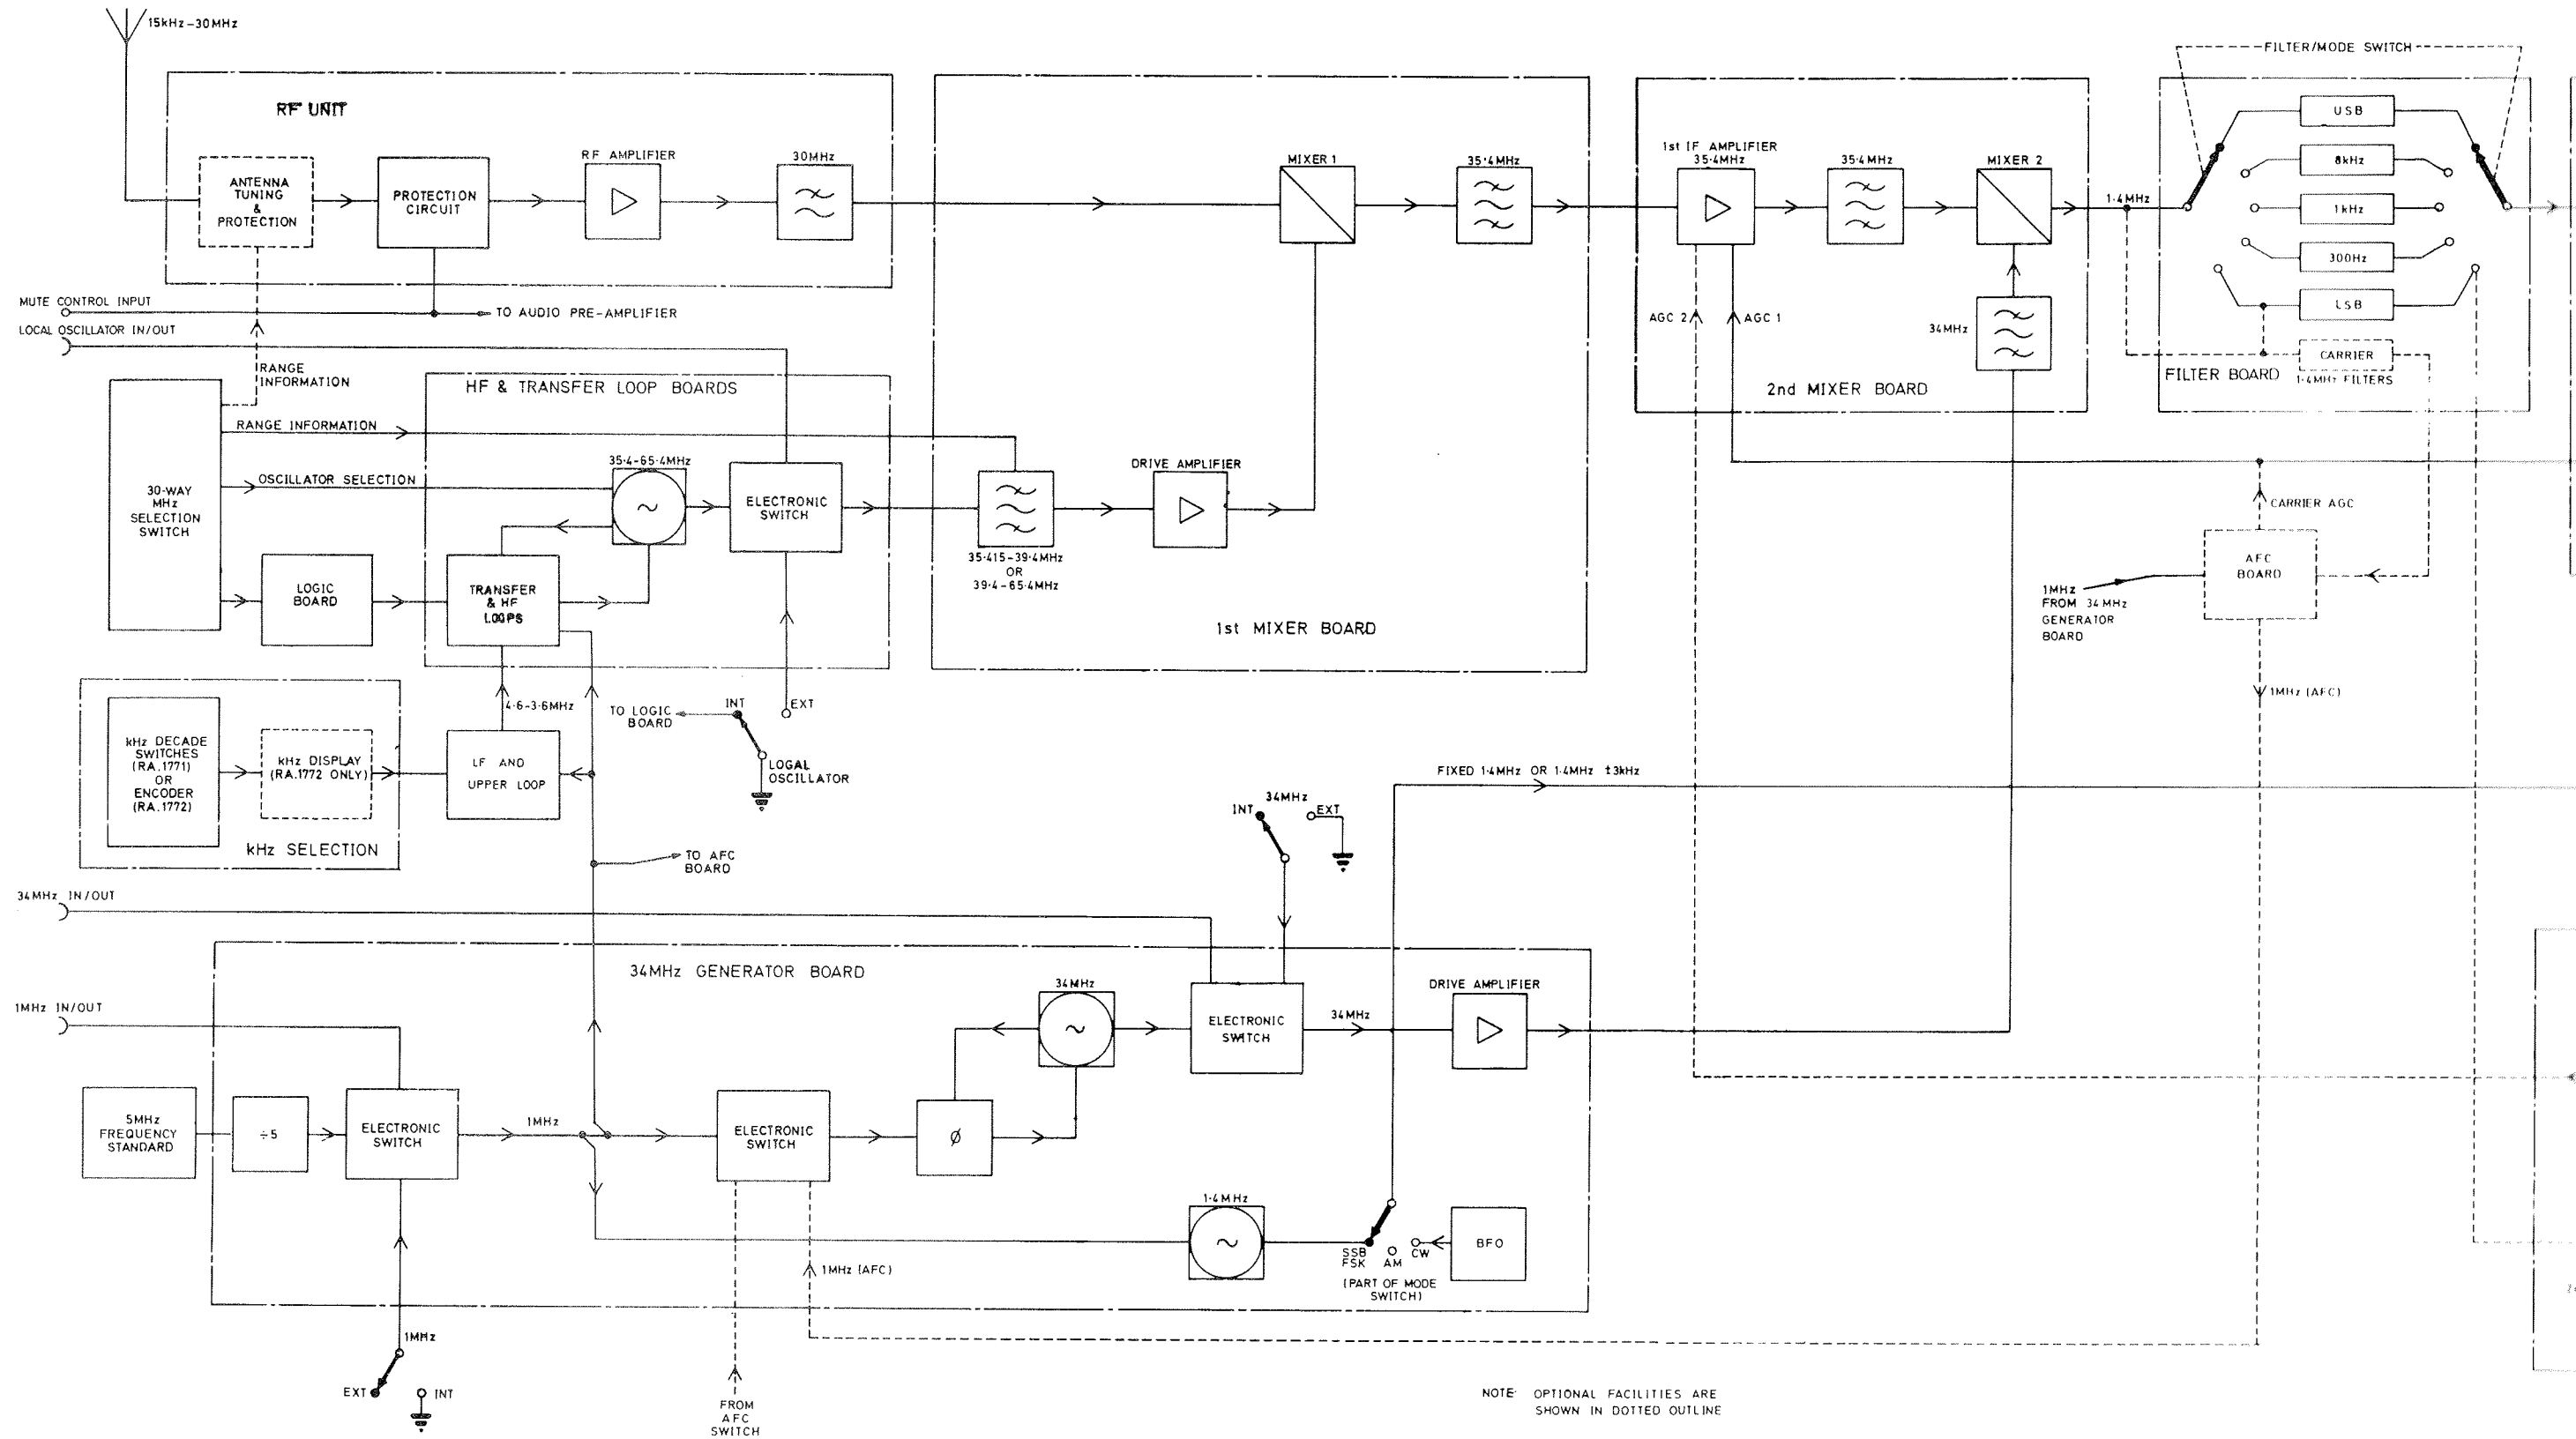 15kHz–30MHz
FILTER/MODE SWITCH
RF UNIT
ANTENNA
TUNING
&
PROTECTION
PROTECTION
CIRCUIT
RF AMPLIFIER
30MHz
MIXER 1
35·4MHz
1st IF AMPLIFIER
35·4MHz
35·4MHz
MIXER 2
1·4MHz
USB
8kHz
1kHz
300Hz
LSB
CARRIER
1·4MHz FILTERS
FILTER BOARD
AGC 2
AGC 1
34MHz
2nd MIXER BOARD
MUTE CONTROL INPUT
TO AUDIO PRE-AMPLIFIER
LOCAL OSCILLATOR IN/OUT
RANGE
INFORMATION
HF & TRANSFER LOOP BOARDS
RANGE INFORMATION
30-WAY
MHz
SELECTION
SWITCH
OSCILLATOR SELECTION
35·4–65·4MHz
ELECTRONIC
SWITCH
DRIVE AMPLIFIER
35·415–39·4MHz
OR
39·4–65·4MHz
1st MIXER BOARD
LOGIC
BOARD
TRANSFER
& HF
LOOPS
CARRIER AGC
AFC
BOARD
1MHz
FROM 34MHz
GENERATOR
BOARD
1MHz (AFC)
4·6-3·6MHz
TO LOGIC
BOARD
INT
EXT
LOGAL
OSCILLATOR
kHz DECADE
SWITCHES
(RA.1771)
OR
ENCODER
(RA.1772)
kHz DISPLAY
(RA.1772 ONLY)
LF AND
UPPER LOOP
kHz SELECTION
TO AFC
BOARD
FIXED 1·4MHz OR 1·4MHz ±3kHz
34MHz
INT
EXT
34MHz IN/OUT
34MHz GENERATOR BOARD
1MHz IN/OUT
34MHz
ELECTRONIC
SWITCH
34MHz
DRIVE AMPLIFIER
5MHz
FREQUENCY
STANDARD
÷5
ELECTRONIC
SWITCH
1MHz
ELECTRONIC
SWITCH
ø
1·4MHz
SSB
FSK
AM
CW
BFO
(PART OF MODE
SWITCH)
1MHz (AFC)
1MHz
EXT
INT
FROM
AFC
SWITCH
NOTE: OPTIONAL FACILITIES ARE
SHOWN IN DOTTED OUTLINE